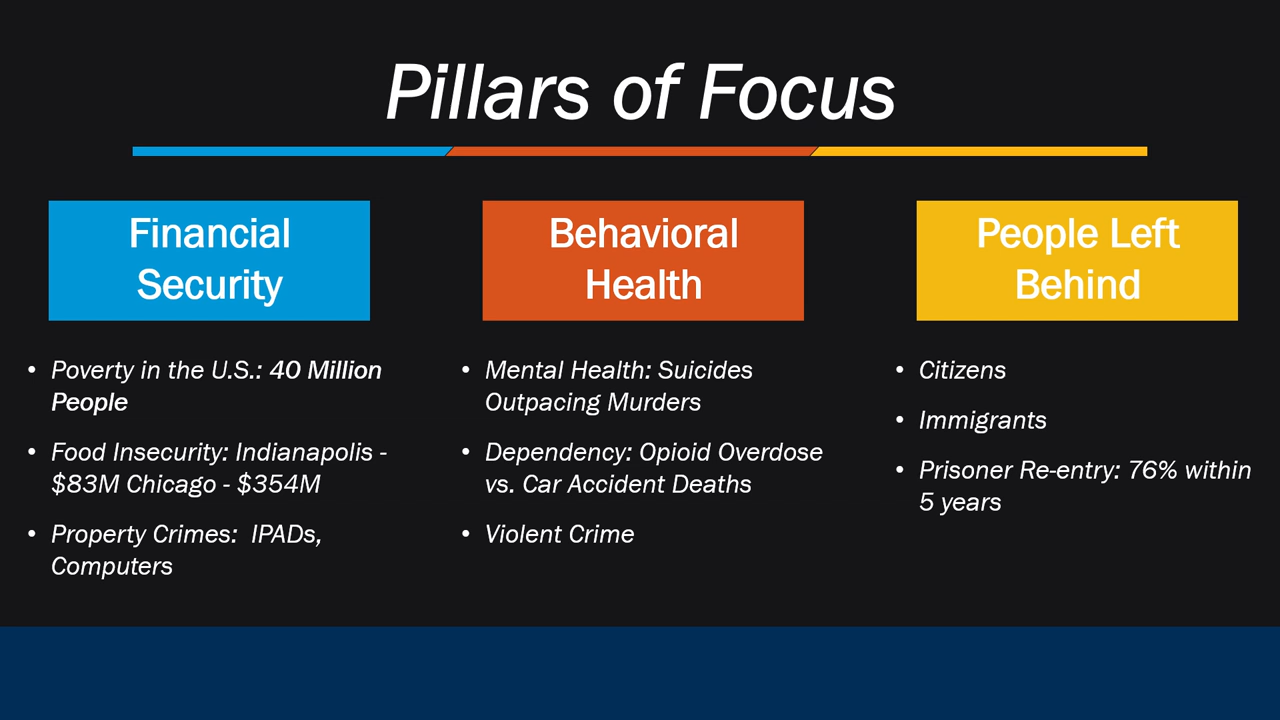 Pillars of Focus
Financial
Security
• Poverty in the U.S.: 40 Million
People
• Food Insecurity: Indianapolis -
$83M Chicago - $354M
• Property Crimes:  IPADs,
Computers
Behavioral
Health
• Mental Health: Suicides
Outpacing Murders
• Dependency: Opioid Overdose
vs. Car Accident Deaths
• Violent Crime
People Left
Behind
• Citizens
• Immigrants
• Prisoner Re-entry: 76% within
5 years